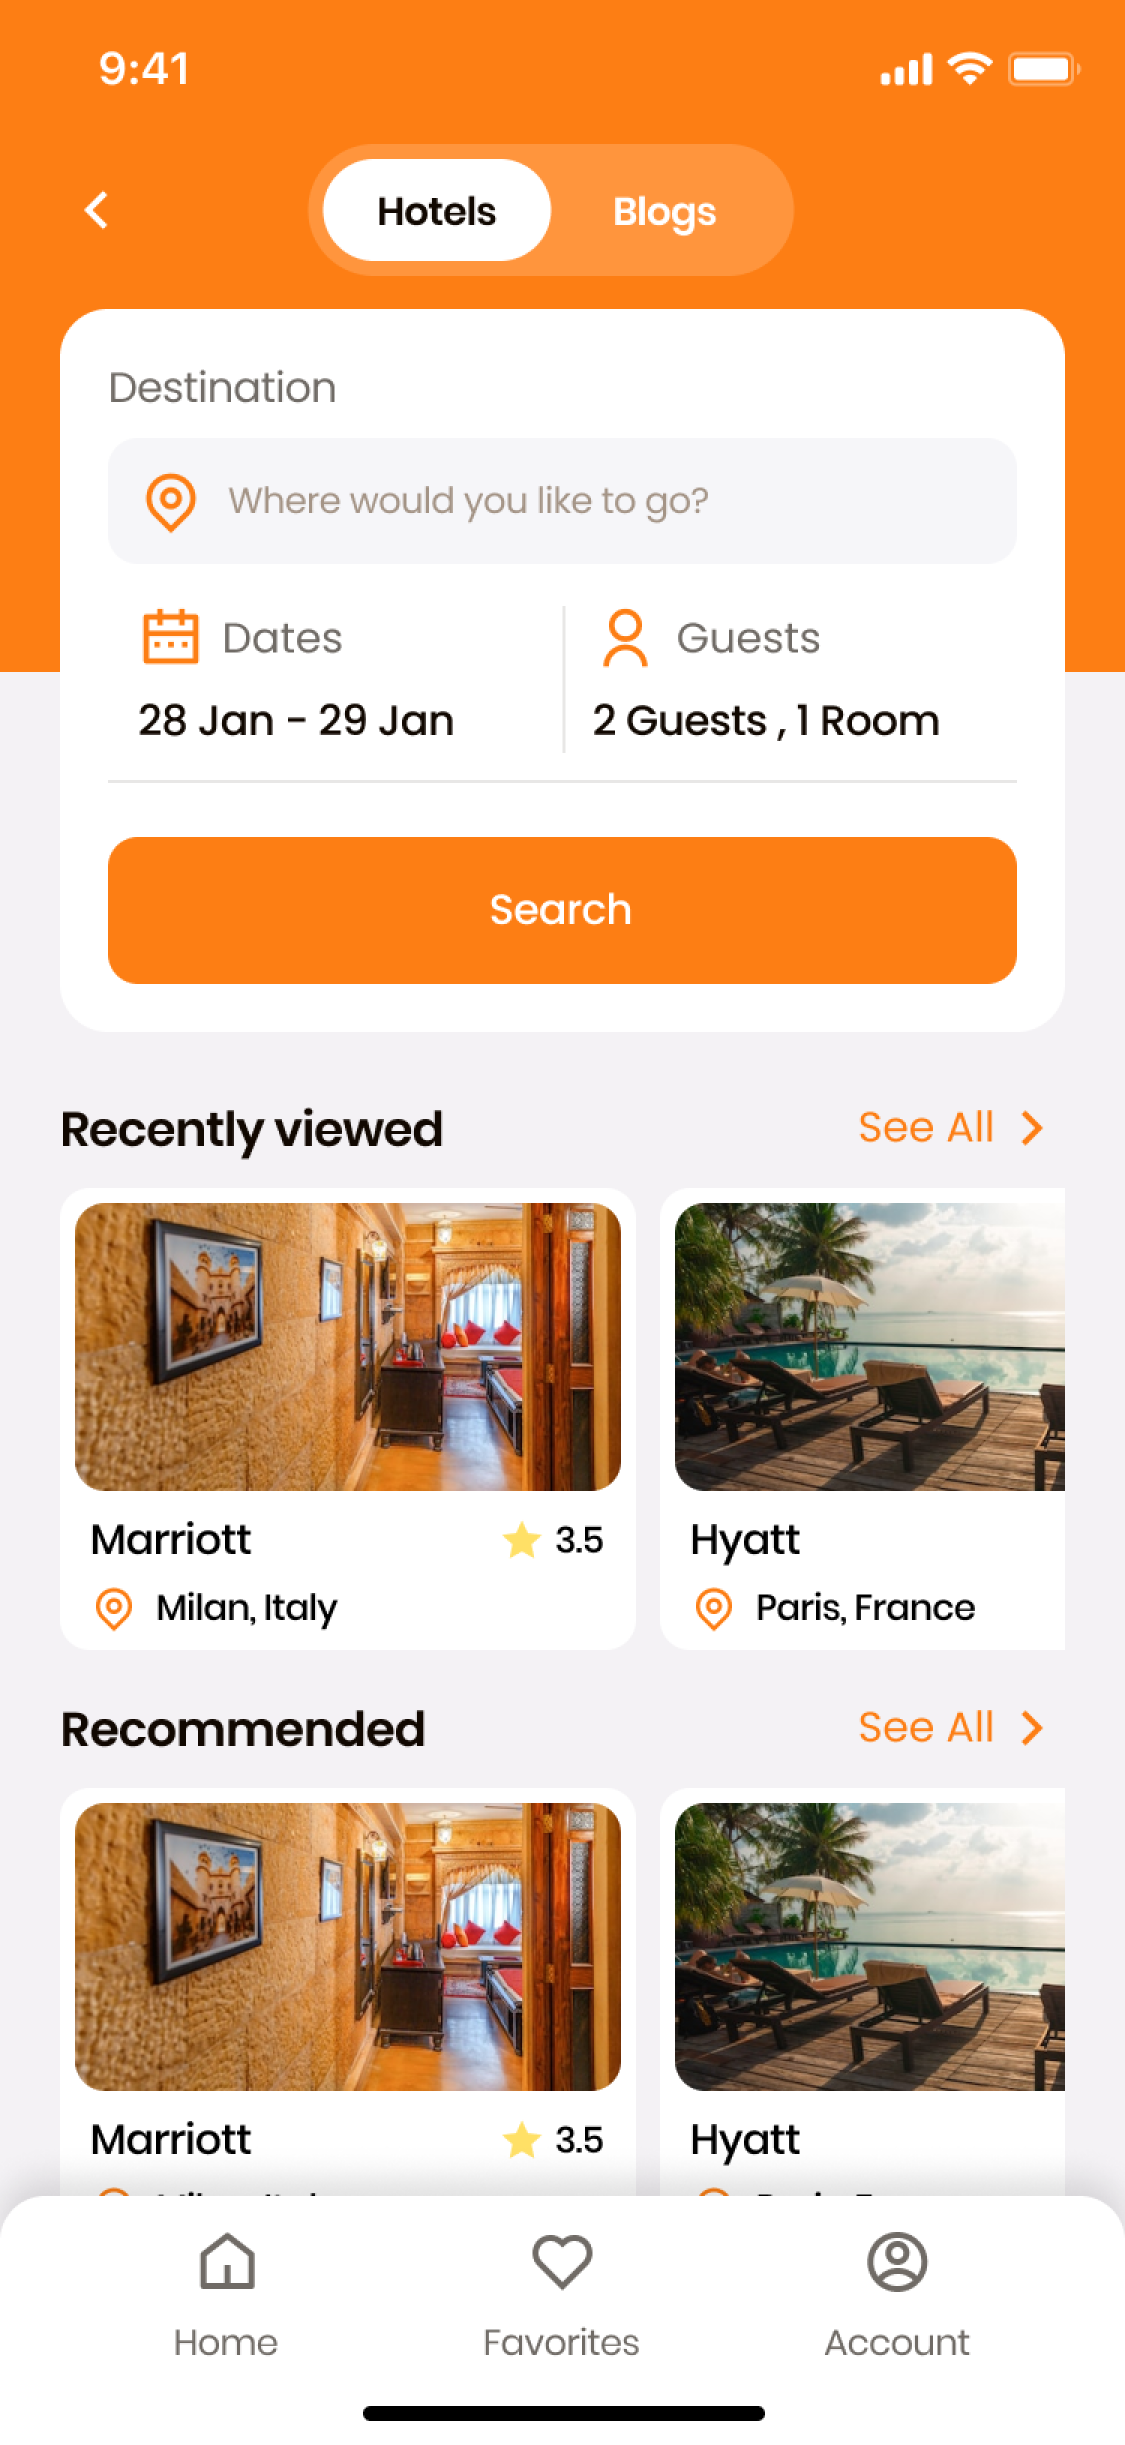 9:41
Hotels Blogs
Destination
Where would you like to go?
Dates Guests
28 Jan - 29 Jan 2 Guests , 1 Room
Search
Recently viewed See All
Marriott 3.5 Hyatt
Milan, Italy Paris, France
Recommended See All
Marriott 3.5 Hyatt
Home Favorites Account